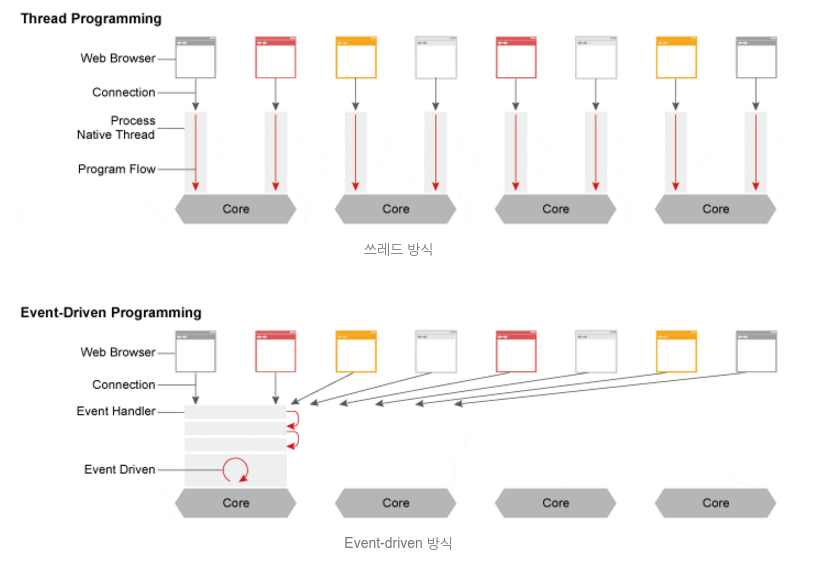 Thread Programming
Web Browser
Connection
Process
Native Thread
Program Flow
Core Core Core Core
쓰레드 방식
Event-Driven Programming
Web Browser
Connection
Event Handler
Event Driven
Core Core Core Core
Event-driven 방식